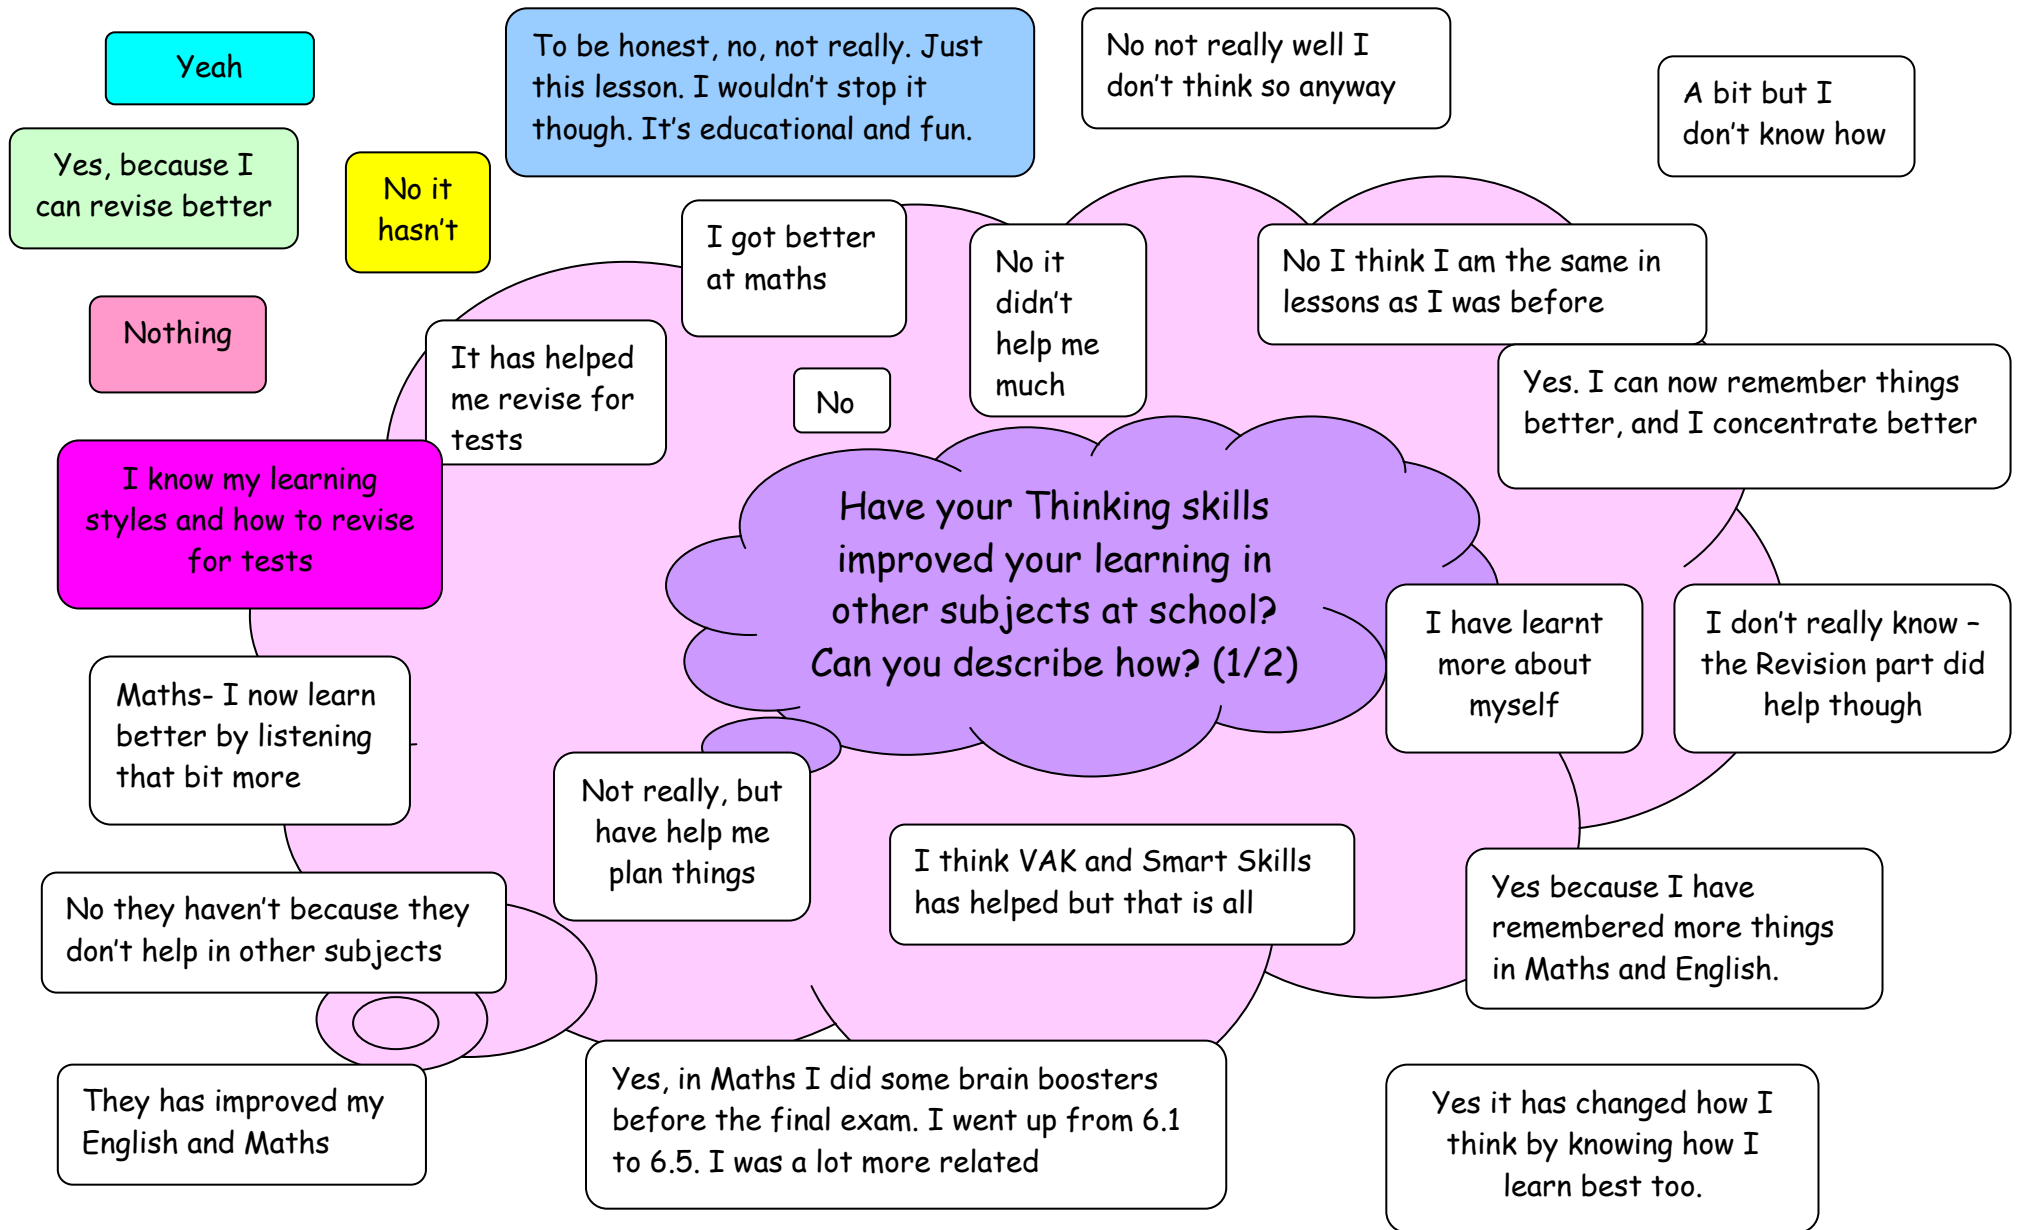 Yeah
To be honest, no, not really. Just
this lesson. I wouldn't stop it
though. It's educational and fun.
No not really well I
don't think so anyway
A bit but I
don't know how
Yes, because I
can revise better
No it
hasn't
I got better
at maths
No it
didn't
help me
much
No I think I am the same in
lessons as I was before
Nothing
It has helped
me revise for
tests
No
Yes. I can now remember things
better, and I concentrate better
I know my learning
styles and how to revise
for tests
Have your Thinking skills
improved your learning in
other subjects at school?
Can you describe how? (1/2)
I have learnt
more about
myself
I don't really know –
the Revision part did
help though
Maths- I now learn
better by listening
that bit more
Not really, but
have help me
plan things
I think VAK and Smart Skills
has helped but that is all
Yes because I have
remembered more things
in Maths and English.
No they haven't because they
don't help in other subjects
They has improved my
English and Maths
Yes, in Maths I did some brain boosters
before the final exam. I went up from 6.1
to 6.5. I was a lot more related
Yes it has changed how I
think by knowing how I
learn best too.